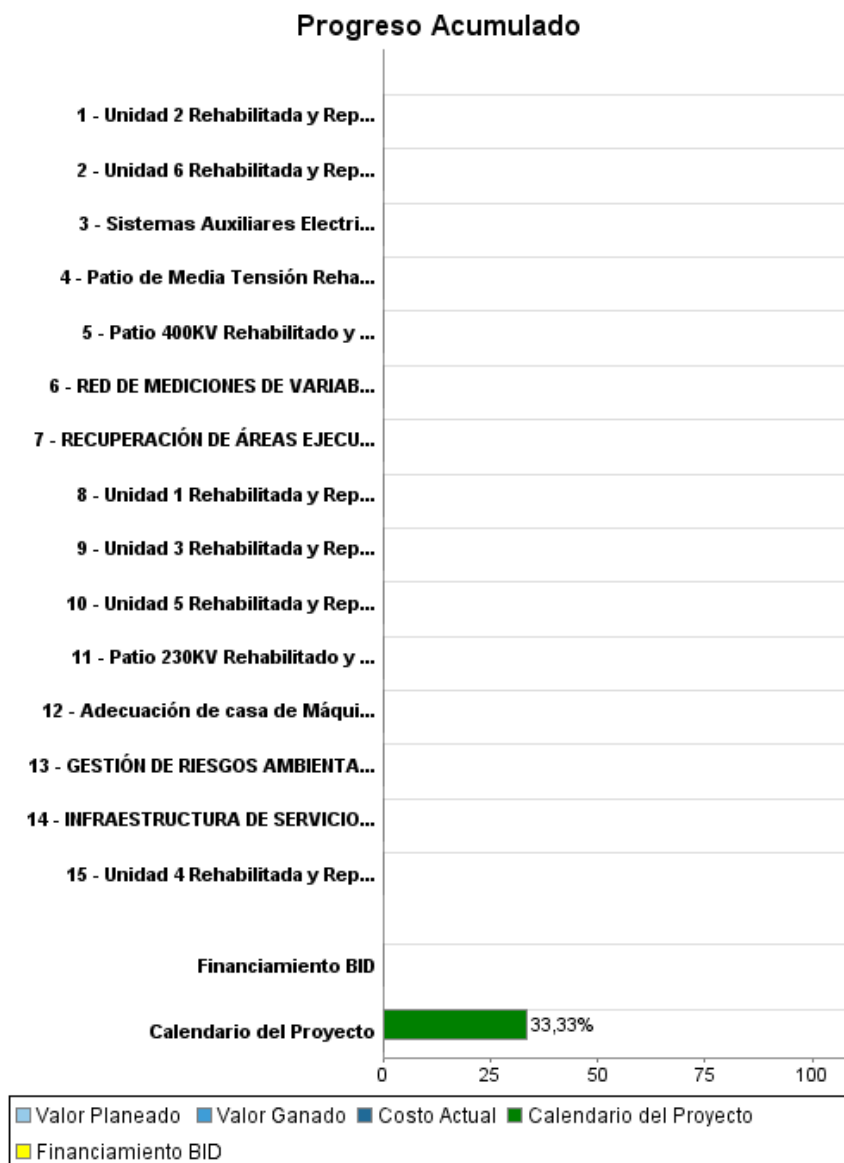 Progreso Acumulado
1 - Unidad 2 Rehabilitada y Rep...
2 - Unidad 6 Rehabilitada y Rep...
3 - Sistemas Auxiliares Electri...
4 - Patio de Media Tensión Reha...
5 - Patio 400KV Rehabilitado y ...
6 - RED DE MEDICIONES DE VARIAB...
7 - RECUPERACIÓN DE ÁREAS EJECU...
8 - Unidad 1 Rehabilitada y Rep...
9 - Unidad 3 Rehabilitada y Rep...
10 - Unidad 5 Rehabilitada y Rep...
11 - Patio 230KV Rehabilitado y ...
12 - Adecuación de casa de Máqui...
13 - GESTIÓN DE RIESGOS AMBIENTA...
14 - INFRAESTRUCTURA DE SERVICIO...
15 - Unidad 4 Rehabilitada y Rep...
Financiamiento BID
Calendario del Proyecto 33,33%
0 25 50 75 100
Valor Planeado Valor Ganado Costo Actual Calendario del Proyecto
Financiamiento BID